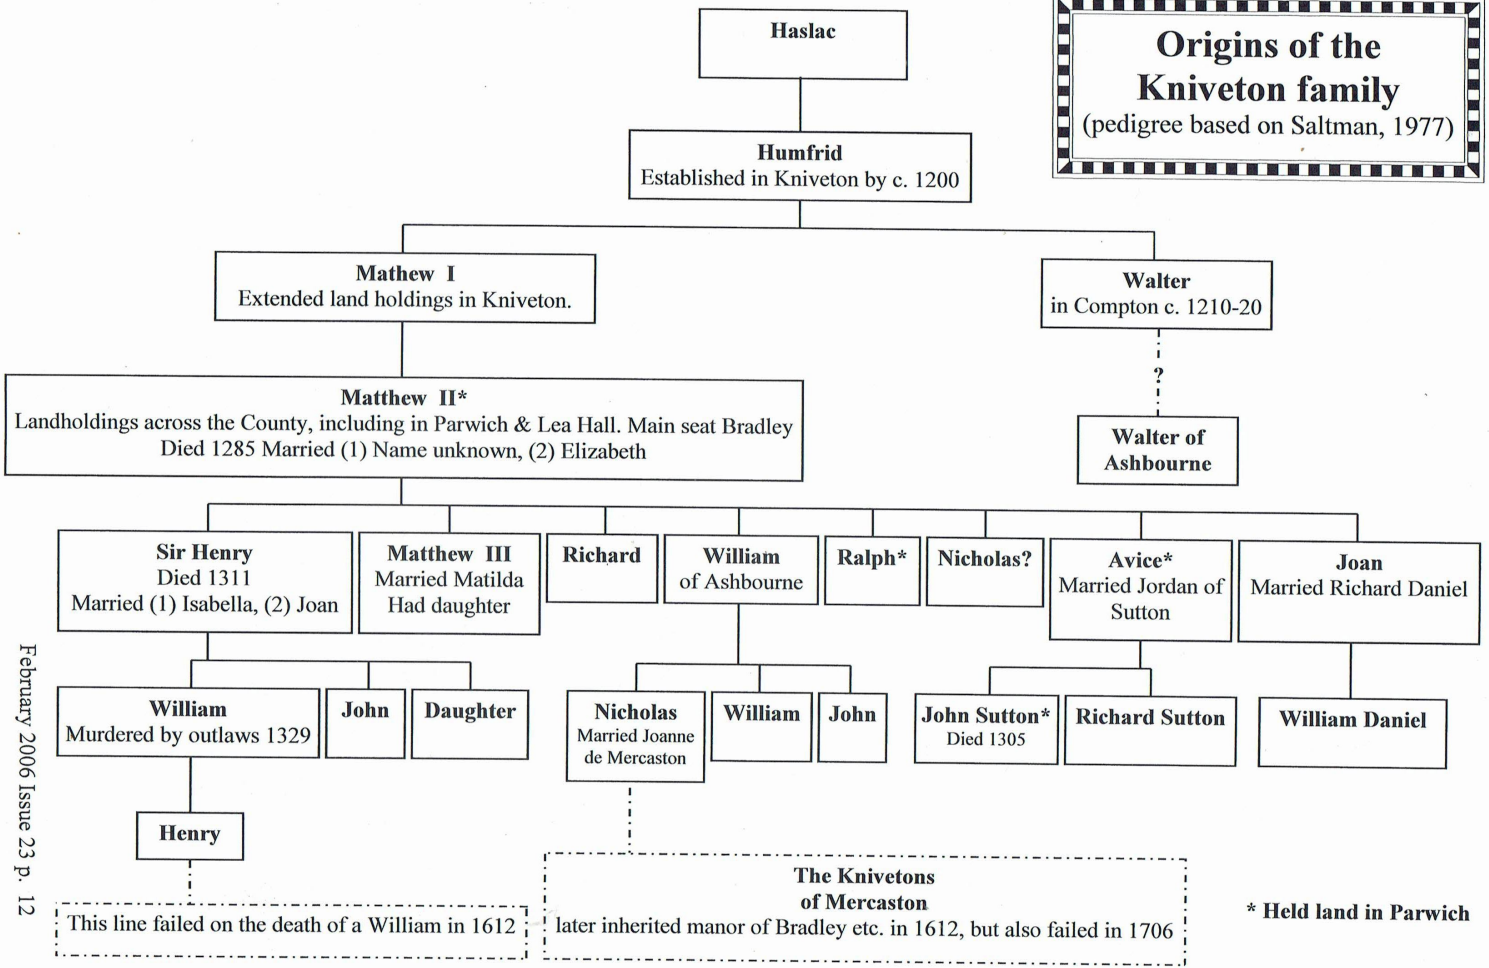 Haslac
Origins of the
Kniveton family
(pedigree based on Saltman, 1977)
Humfrid
Established in Kniveton by c. 1200
Mathew I
Extended land holdings in Kniveton.
Walter
in Compton c. 1210-20
?
Matthew II*
Landholdings across the County, including in Parwich & Lea Hall. Main seat Bradley
Died 1285 Married (1) Name unknown, (2) Elizabeth
Walter of
Ashbourne
Sir Henry
Died 1311
Married (1) Isabella, (2) Joan
Matthew III
Married Matilda
Had daughter
Richard
William
of Ashbourne
Ralph*
Nicholas?
Avice*
Married Jordan of
Sutton
Joan
Married Richard Daniel
William
Murdered by outlaws 1329
John
Daughter
Nicholas
Married Joanne
de Mercaston
William
John
John Sutton*
Died 1305
Richard Sutton
William Daniel
Henry
This line failed on the death of a William in 1612
The Knivetons
of Mercaston
later inherited manor of Bradley etc. in 1612, but also failed in 1706
* Held land in Parwich
February 2006 Issue 23 p. 12